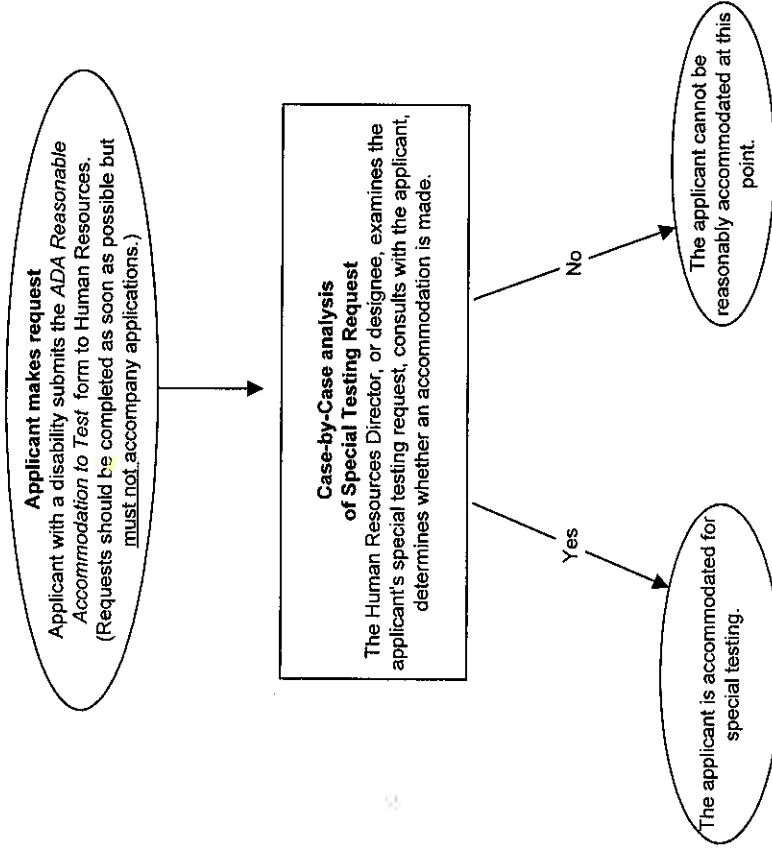 Applicant makes request
Applicant with a disability submits the ADA Reasonable
Accommodation to Test form to Human Resources.
(Requests should be completed as soon as possible but
must not accompany applications.)
Case-by-Case analysis
of Special Testing Request
The Human Resources Director, or designee, examines the
applicant's special testing request, consults with the applicant,
determines whether an accommodation is made.
Yes
No
The applicant is accommodated for
special testing.
The applicant cannot be
reasonably accommodated at this
point.